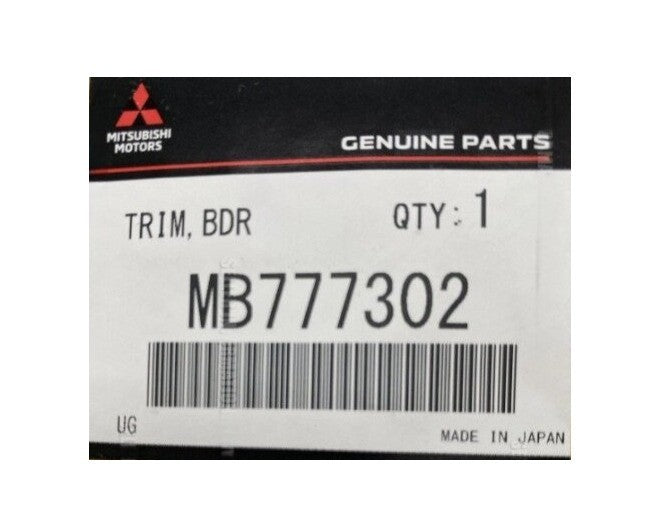 MITSUBISHI
MOTORS
GENUINE PARTS
TRIM, BDR
QTY: 1
MB777302
UG
MADE IN JAPAN